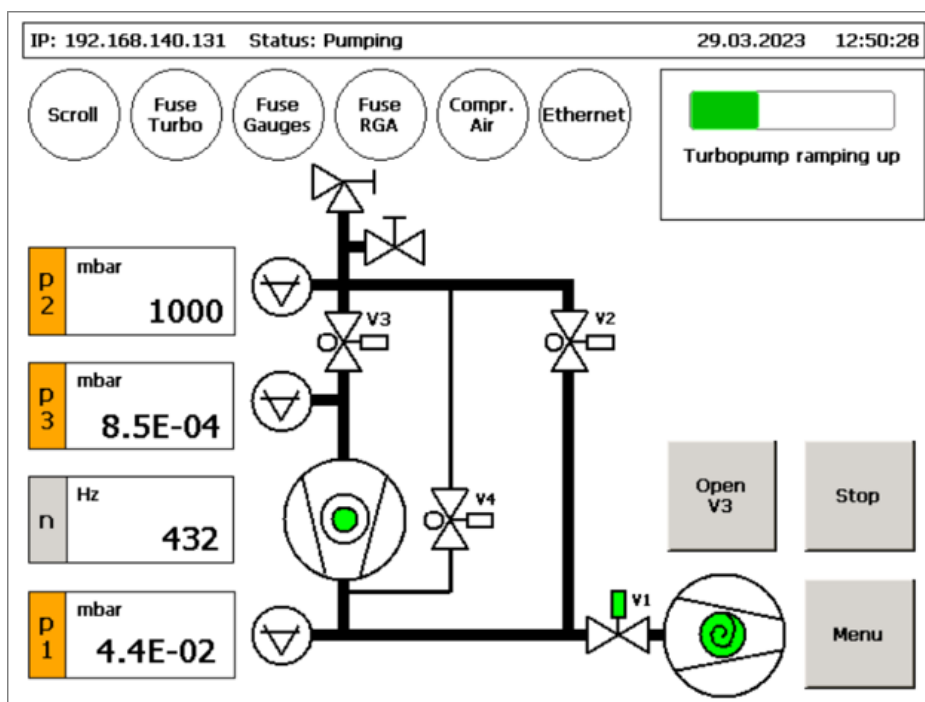 IP: 192.168.140.131 Status: Pumping 29.03.2023 12:50:28
Scroll
Fuse
Turbo
Fuse
Gauges
Fuse
RGA
Compr.
Air
Ethernet
Turbopump ramping up
p
2
mbar
1000
V3
V2
p
3
mbar
8.5E-04
n
Hz
432
V4
Open
V3
Stop
p
1
mbar
4.4E-02
V1
Menu